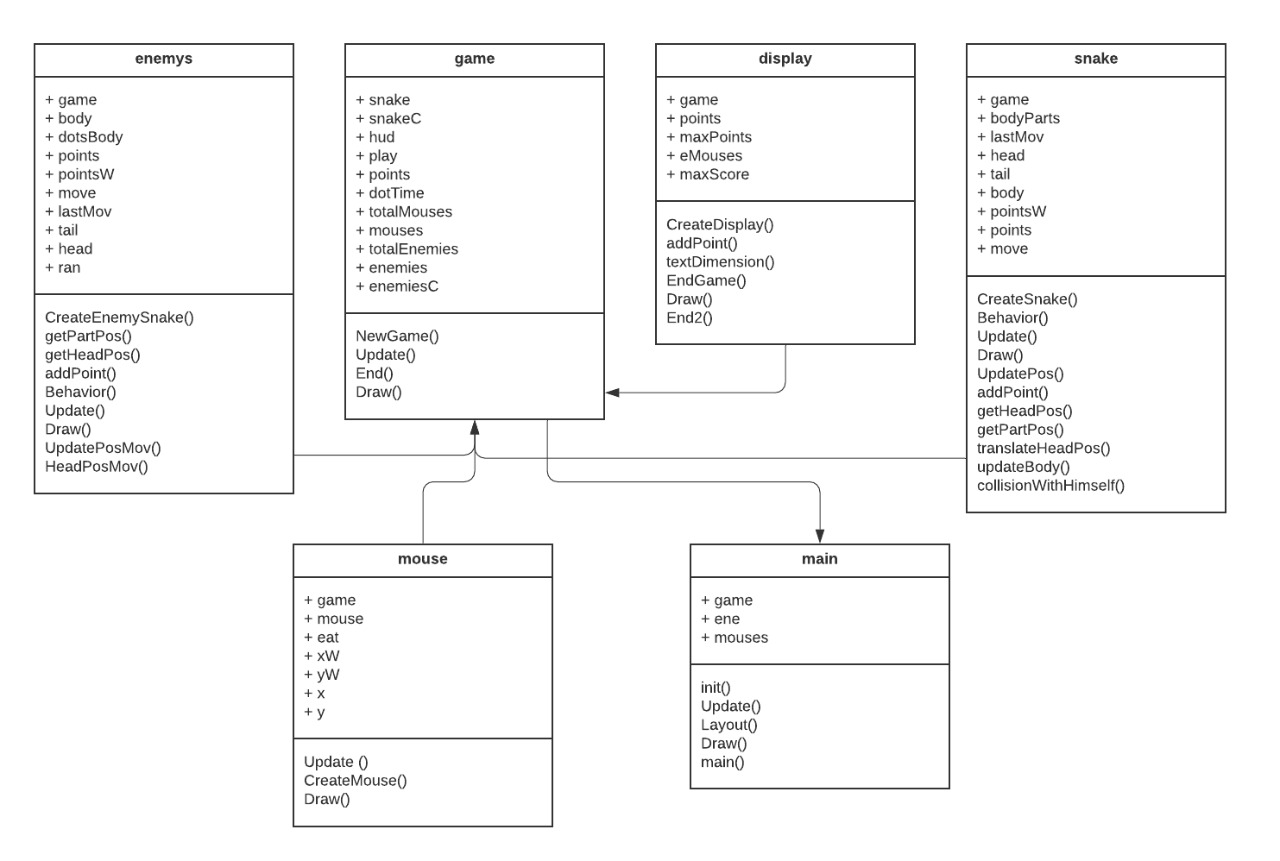 enemys
+ game
+ body
+ dotsBody
+ points
+ pointsW
+ move
+ lastMov
+ tail
+ head
+ ran
CreateEnemySnake()
getPartPos()
getHeadPos()
addPoint()
Behavior()
Update()
Draw()
UpdatePosMov()
HeadPosMov()
game
+ snake
+ snakeC
+ hud
+ play
+ points
+ dotTime
+ totalMouses
+ mouses
+ totalEnemies
+ enemies
+ enemiesC
NewGame()
Update()
End()
Draw()
display
+ game
+ points
+ maxPoints
+ eMouses
+ maxScore
CreateDisplay()
addPoint()
textDimension()
EndGame()
Draw()
End2()
snake
+ game
+ bodyParts
+ lastMov
+ head
+ tail
+ body
+ pointsW
+ points
+ move
CreateSnake()
Behavior()
Update()
Draw()
UpdatePos()
addPoint()
getHeadPos()
getPartPos()
translateHeadPos()
updateBody()
collisionWithHimself()
mouse
+ game
+ mouse
+ eat
+ xW
+ yW
+ x
+ y
Update ()
CreateMouse()
Draw()
main
+ game
+ ene
+ mouses
init()
Update()
Layout()
Draw()
main()